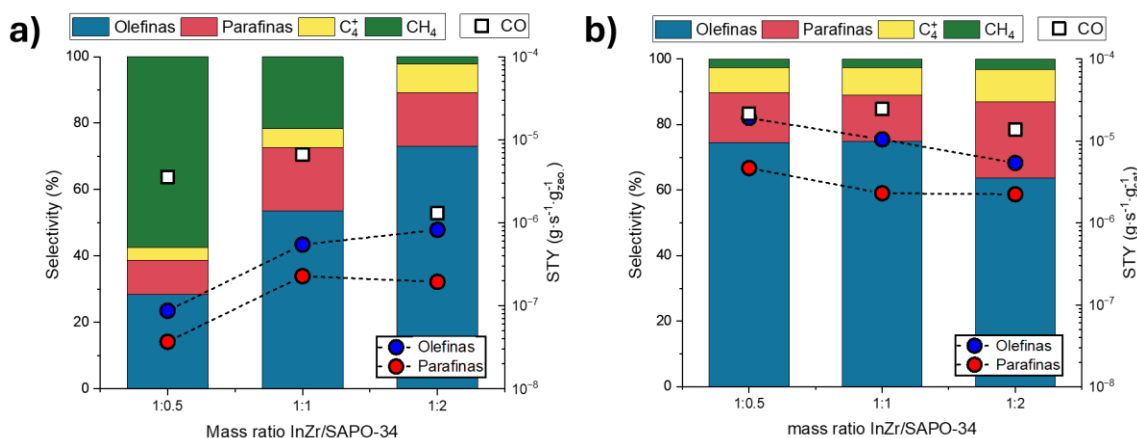 a)
Olefinas Parafinas C₄⁺ CH₄ CO
100
80
60
40
20
0
Selectivity (%)
10⁻⁴
10⁻⁵
10⁻⁶
10⁻⁷
10⁻⁸
STY (g·s⁻¹·g⁻¹zeo.)
Olefinas
Parafinas
1:0.5 1:1 1:2
Mass ratio InZr/SAPO-34
b)
Olefinas Parafinas C₄⁺ CH₄ CO
100
80
60
40
20
0
Selectivity (%)
10⁻⁴
10⁻⁵
10⁻⁶
10⁻⁷
10⁻⁸
STY (g·s⁻¹·g⁻¹cat)
Olefinas
Parafinas
1:0.5 1:1 1:2
mass ratio InZr/SAPO-34